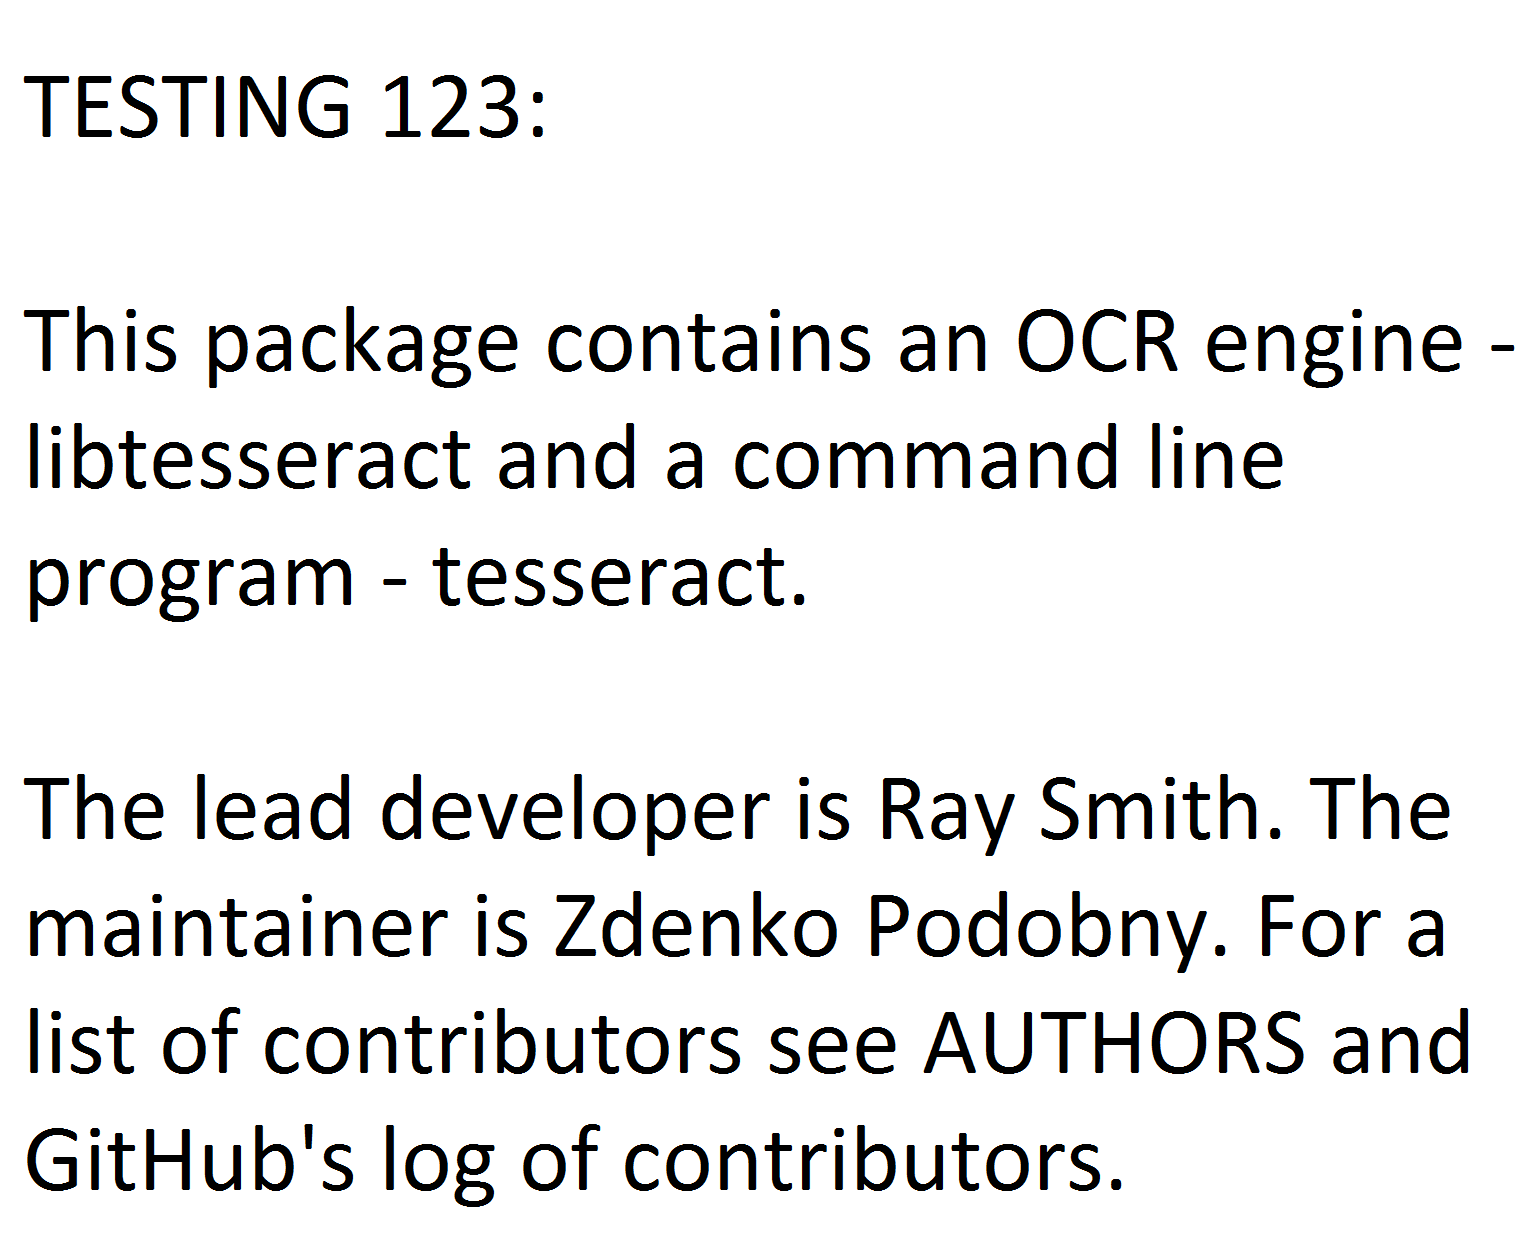 TESTING 123:
This package contains an OCR engine -
libtesseract and a command line
program - tesseract.
The lead developer is Ray Smith. The
maintainer is Zdenko Podobny. For a
list of contributors see AUTHORS and
GitHub's log of contributors.